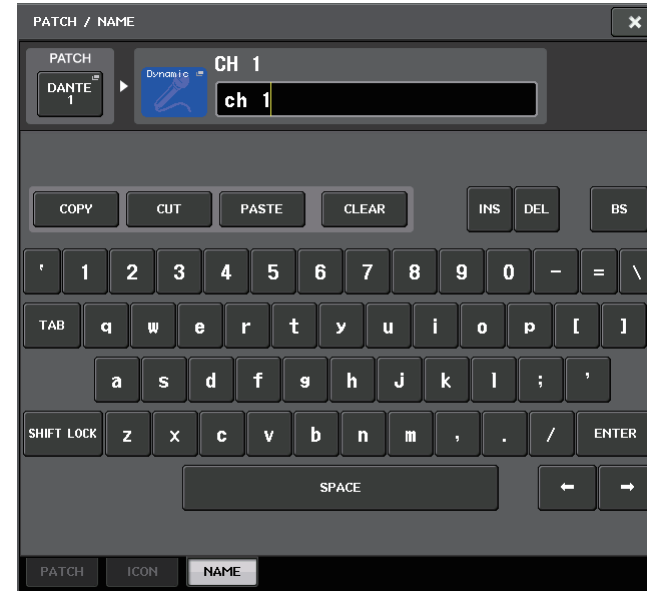 PATCH / NAME ×
PATCH
DANTE 1
Dynamic
CH 1
ch 1
COPY CUT PASTE CLEAR INS DEL BS
' 1 2 3 4 5 6 7 8 9 0 - = \
TAB q w e r t y u i o p [ ]
a s d f g h j k l ; '
SHIFT LOCK z x c v b n m , . / ENTER
SPACE ← →
PATCH ICON NAME